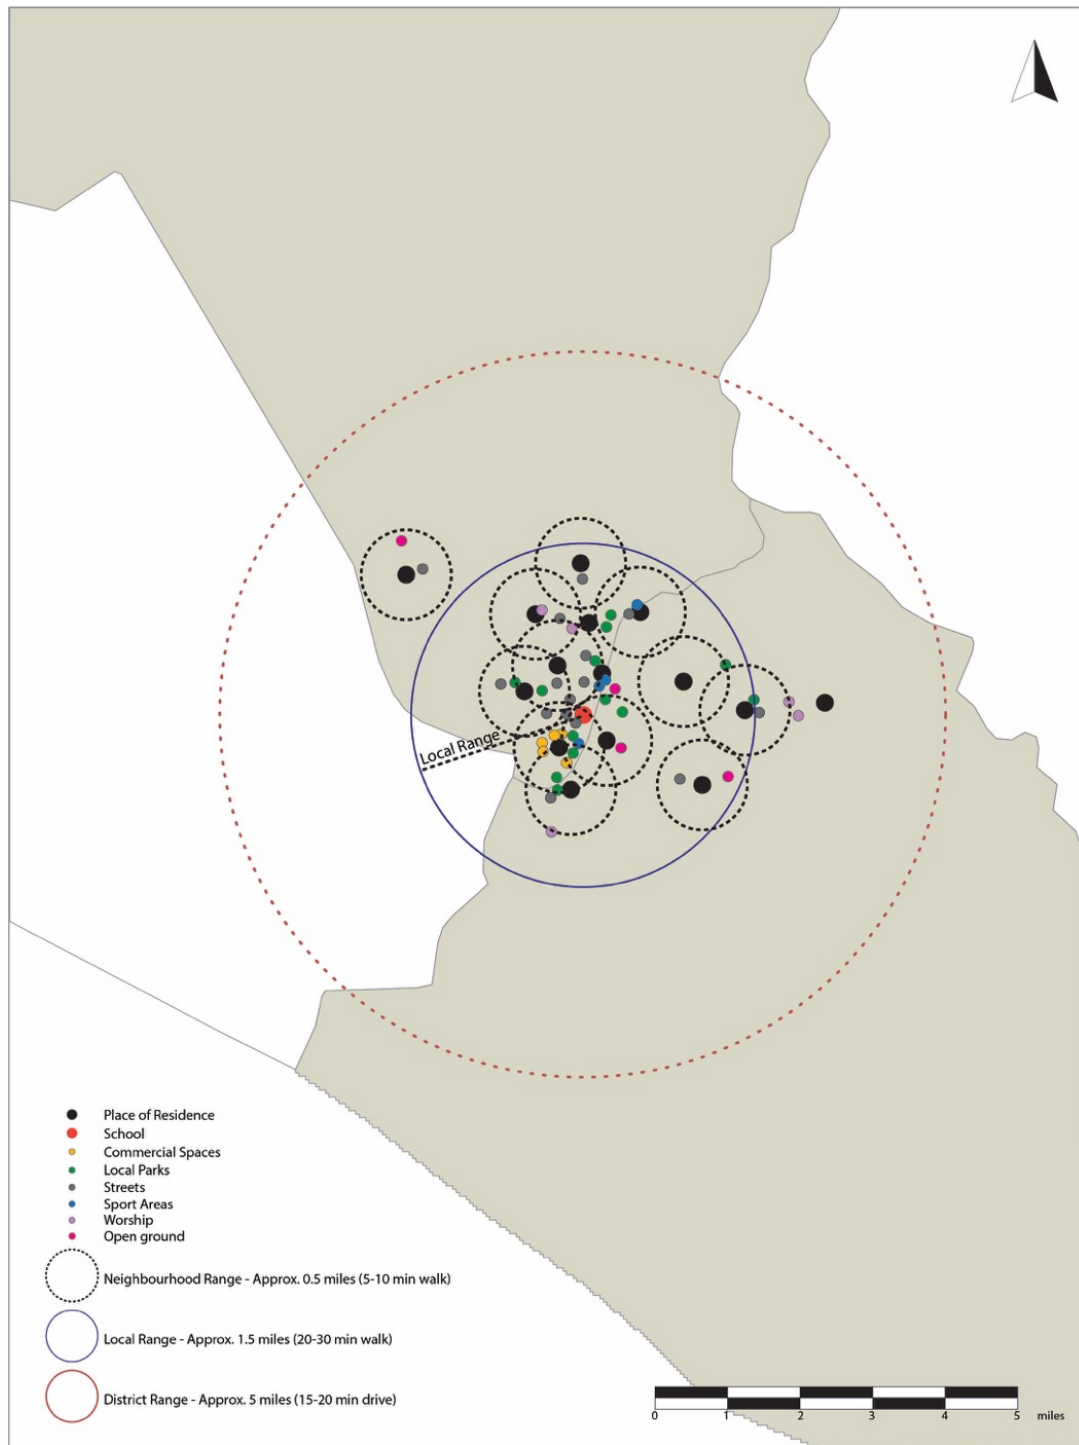 Local Range
Place of Residence
School
Commercial Spaces
Local Parks
Streets
Sport Areas
Worship
Open ground
Neighbourhood Range - Approx. 0.5 miles (5-10 min walk)
Local Range - Approx. 1.5 miles (20-30 min walk)
District Range - Approx. 5 miles (15-20 min drive)
0 1 2 3 4 5 miles